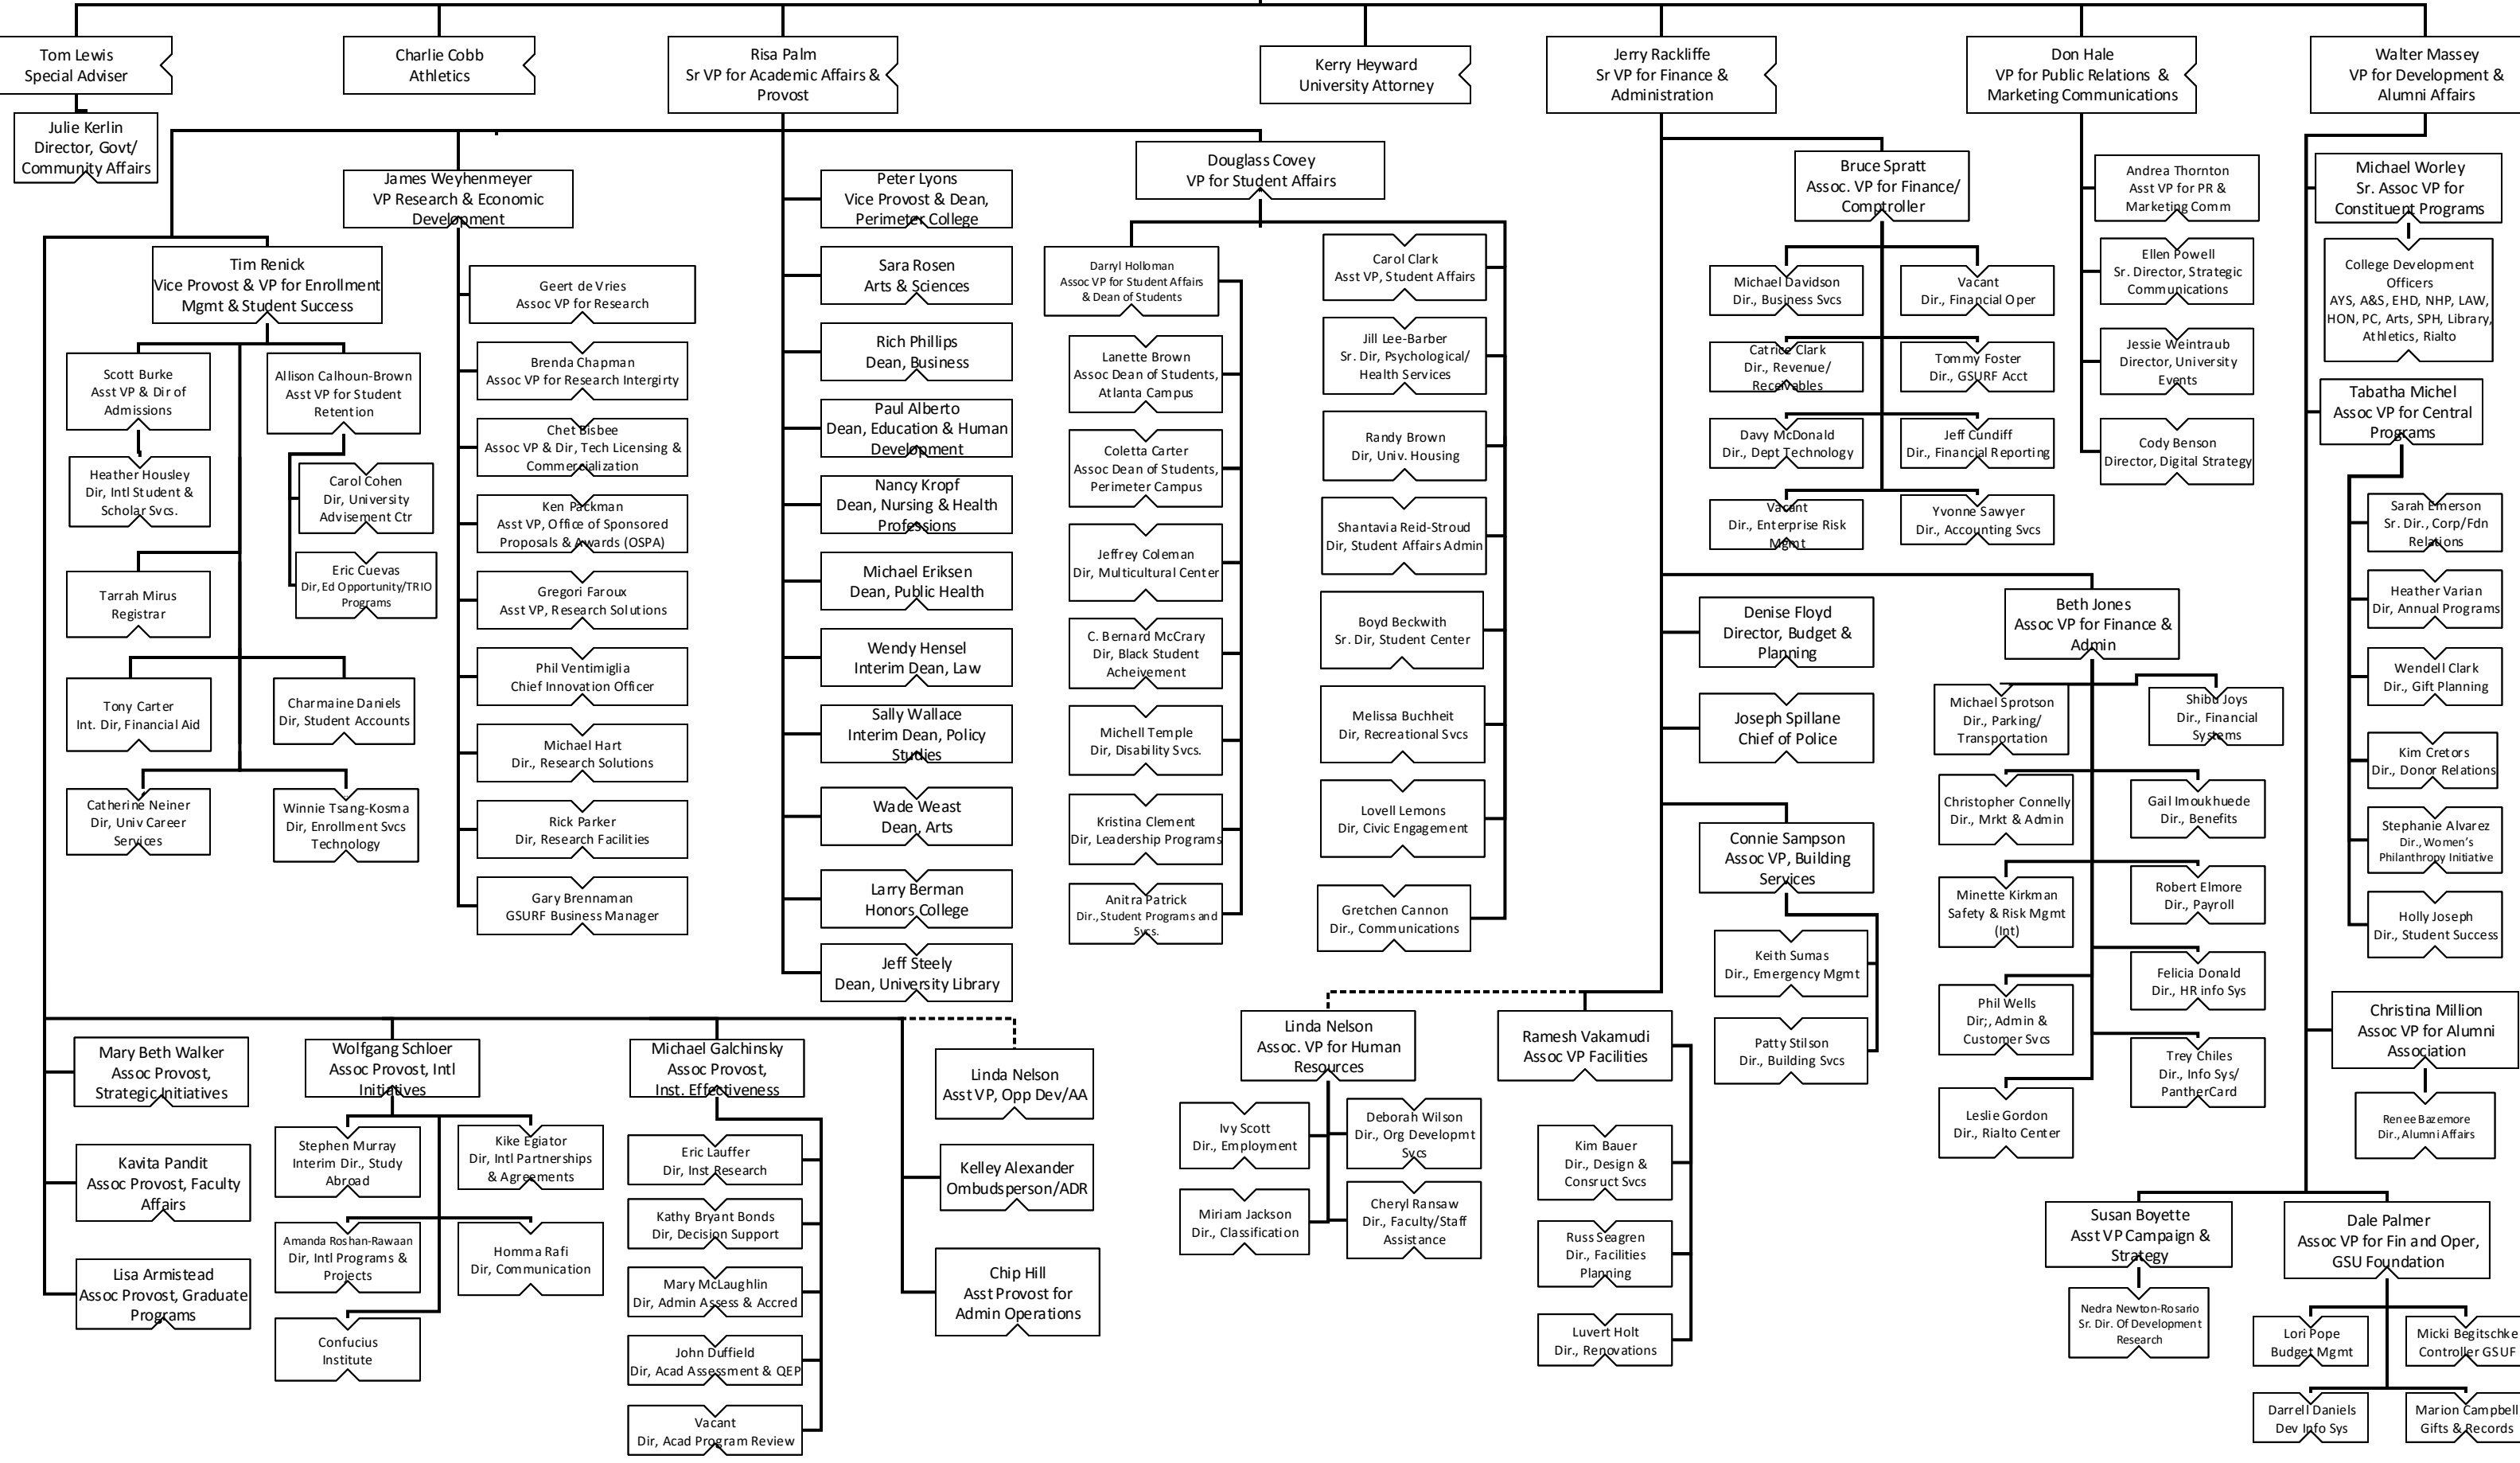 Tom Lewis
Special Adviser
Charlie Cobb
Athletics
Risa Palm
Sr VP for Academic Affairs &
Provost
Kerry Heyward
University Attorney
Jerry Rackliffe
Sr VP for Finance &
Administration
Don Hale
VP for Public Relations &
Marketing Communications
Walter Massey
VP for Development &
Alumni Affairs
Julie Kerlin
Director, Govt/
Community Affairs
James Weyhenmeyer
VP Research & Economic
Development
Tim Renick
Vice Provost & VP for Enrollment
Mgmt & Student Success
Scott Burke
Asst VP & Dir of
Admissions
Allison Calhoun-Brown
Asst VP for Student
Retention
Heather Housley
Dir, Intl Student &
Scholar Svcs.
Carol Cohen
Dir, University
Advisement Ctr
Eric Cuevas
Dir, Ed Opportunity/TRIO
Programs
Tarrah Mirus
Registrar
Tony Carter
Int. Dir, Financial Aid
Charmaine Daniels
Dir, Student Accounts
Catherine Neiner
Dir, Univ Career
Services
Winnie Tsang-Kosma
Dir, Enrollment Svcs
Technology
Geert de Vries
Assoc VP for Research
Brenda Chapman
Assoc VP for Research Intergirty
Chet Bisbee
Assoc VP & Dir, Tech Licensing &
Commercialization
Ken Packman
Asst VP, Office of Sponsored
Proposals & Awards (OSPA)
Gregori Faroux
Asst VP, Research Solutions
Phil Ventimiglia
Chief Innovation Officer
Michael Hart
Dir., Research Solutions
Rick Parker
Dir, Research Facilities
Gary Brennaman
GSURF Business Manager
Peter Lyons
Vice Provost & Dean,
Perimeter College
Sara Rosen
Arts & Sciences
Rich Phillips
Dean, Business
Paul Alberto
Dean, Education & Human
Development
Nancy Kropf
Dean, Nursing & Health
Professions
Michael Eriksen
Dean, Public Health
Wendy Hensel
Interim Dean, Law
Sally Wallace
Interim Dean, Policy
Studies
Wade Weast
Dean, Arts
Larry Berman
Honors College
Jeff Steely
Dean, University Library
Douglass Covey
VP for Student Affairs
Darryl Holloman
Assoc VP for Student Affairs
& Dean of Students
Lanette Brown
Assoc Dean of Students,
Atlanta Campus
Coletta Carter
Assoc Dean of Students,
Perimeter Campus
Jeffrey Coleman
Dir, Multicultural Center
C. Bernard McCrary
Dir, Black Student
Acheivement
Michell Temple
Dir, Disability Svcs.
Kristina Clement
Dir, Leadership Programs
Anitra Patrick
Dir., Student Programs and
Svcs.
Carol Clark
Asst VP, Student Affairs
Jill Lee-Barber
Sr. Dir, Psychological/
Health Services
Randy Brown
Dir, Univ. Housing
Shantavia Reid-Stroud
Dir, Student Affairs Admin
Boyd Beckwith
Sr. Dir, Student Center
Melissa Buchheit
Dir, Recreational Svcs
Lovell Lemons
Dir, Civic Engagement
Gretchen Cannon
Dir., Communications
Bruce Spratt
Assoc. VP for Finance/
Comptroller
Michael Davidson
Dir., Business Svcs
Vacant
Dir., Financial Oper
Catrice Clark
Dir., Revenue/
Receivables
Tommy Foster
Dir., GSURF Acct
Davy McDonald
Dir., Dept Technology
Jeff Cundiff
Dir., Financial Reporting
Vacant
Dir., Enterprise Risk
Mgmt
Yvonne Sawyer
Dir., Accounting Svcs
Denise Floyd
Director, Budget &
Planning
Joseph Spillane
Chief of Police
Connie Sampson
Assoc VP, Building
Services
Keith Sumas
Dir., Emergency Mgmt
Patty Stilson
Dir., Building Svcs
Beth Jones
Assoc VP for Finance &
Admin
Michael Sprotson
Dir., Parking/
Transportation
Shibu Joys
Dir., Financial
Systems
Christopher Connelly
Dir., Mrkt & Admin
Gail Imoukhuede
Dir., Benefits
Minette Kirkman
Safety & Risk Mgmt
(Int)
Robert Elmore
Dir., Payroll
Felicia Donald
Dir., HR info Sys
Phil Wells
Dir;, Admin &
Customer Svcs
Trey Chiles
Dir., Info Sys/
PantherCard
Leslie Gordon
Dir., Rialto Center
Andrea Thornton
Asst VP for PR &
Marketing Comm
Ellen Powell
Sr. Director, Strategic
Communications
Jessie Weintraub
Director, University
Events
Cody Benson
Director, Digital Strategy
Michael Worley
Sr. Assoc VP for
Constituent Programs
College Development
Officers
AYS, A&S, EHD, NHP, LAW,
HON, PC, Arts, SPH, Library,
Athletics, Rialto
Tabatha Michel
Assoc VP for Central
Programs
Sarah Emerson
Sr. Dir., Corp/Fdn
Relations
Heather Varian
Dir, Annual Programs
Wendell Clark
Dir., Gift Planning
Kim Cretors
Dir., Donor Relations
Stephanie Alvarez
Dir., Women's
Philanthropy Initiative
Holly Joseph
Dir., Student Success
Christina Million
Assoc VP for Alumni
Association
Renee Bazemore
Dir., Alumni Affairs
Susan Boyette
Asst VP Campaign &
Strategy
Nedra Newton-Rosario
Sr. Dir. Of Development
Research
Dale Palmer
Assoc VP for Fin and Oper,
GSU Foundation
Lori Pope
Budget Mgmt
Micki Begitschke
Controller GSUF
Darrell Daniels
Dev Info Sys
Marion Campbell
Gifts & Records
Mary Beth Walker
Assoc Provost,
Strategic Initiatives
Kavita Pandit
Assoc Provost, Faculty
Affairs
Lisa Armistead
Assoc Provost, Graduate
Programs
Wolfgang Schloer
Assoc Provost, Intl
Initiatives
Stephen Murray
Interim Dir., Study
Abroad
Kike Egiator
Dir, Intl Partnerships
& Agreements
Amanda Roshan-Rawaan
Dir, Intl Programs &
Projects
Homma Rafi
Dir, Communication
Confucius
Institute
Michael Galchinsky
Assoc Provost,
Inst. Effectiveness
Eric Lauffer
Dir, Inst Research
Kathy Bryant Bonds
Dir, Decision Support
Mary McLaughlin
Dir, Admin Assess & Accred
John Duffield
Dir, Acad Assessment & QEP
Vacant
Dir, Acad Program Review
Linda Nelson
Asst VP, Opp Dev/AA
Kelley Alexander
Ombudsperson/ADR
Chip Hill
Asst Provost for
Admin Operations
Linda Nelson
Assoc. VP for Human
Resources
Ivy Scott
Dir., Employment
Deborah Wilson
Dir., Org Developmt
Svcs
Miriam Jackson
Dir., Classification
Cheryl Ransaw
Dir., Faculty/Staff
Assistance
Ramesh Vakamudi
Assoc VP Facilities
Kim Bauer
Dir., Design &
Consruct Svcs
Russ Seagren
Dir., Facilities
Planning
Luvert Holt
Dir., Renovations